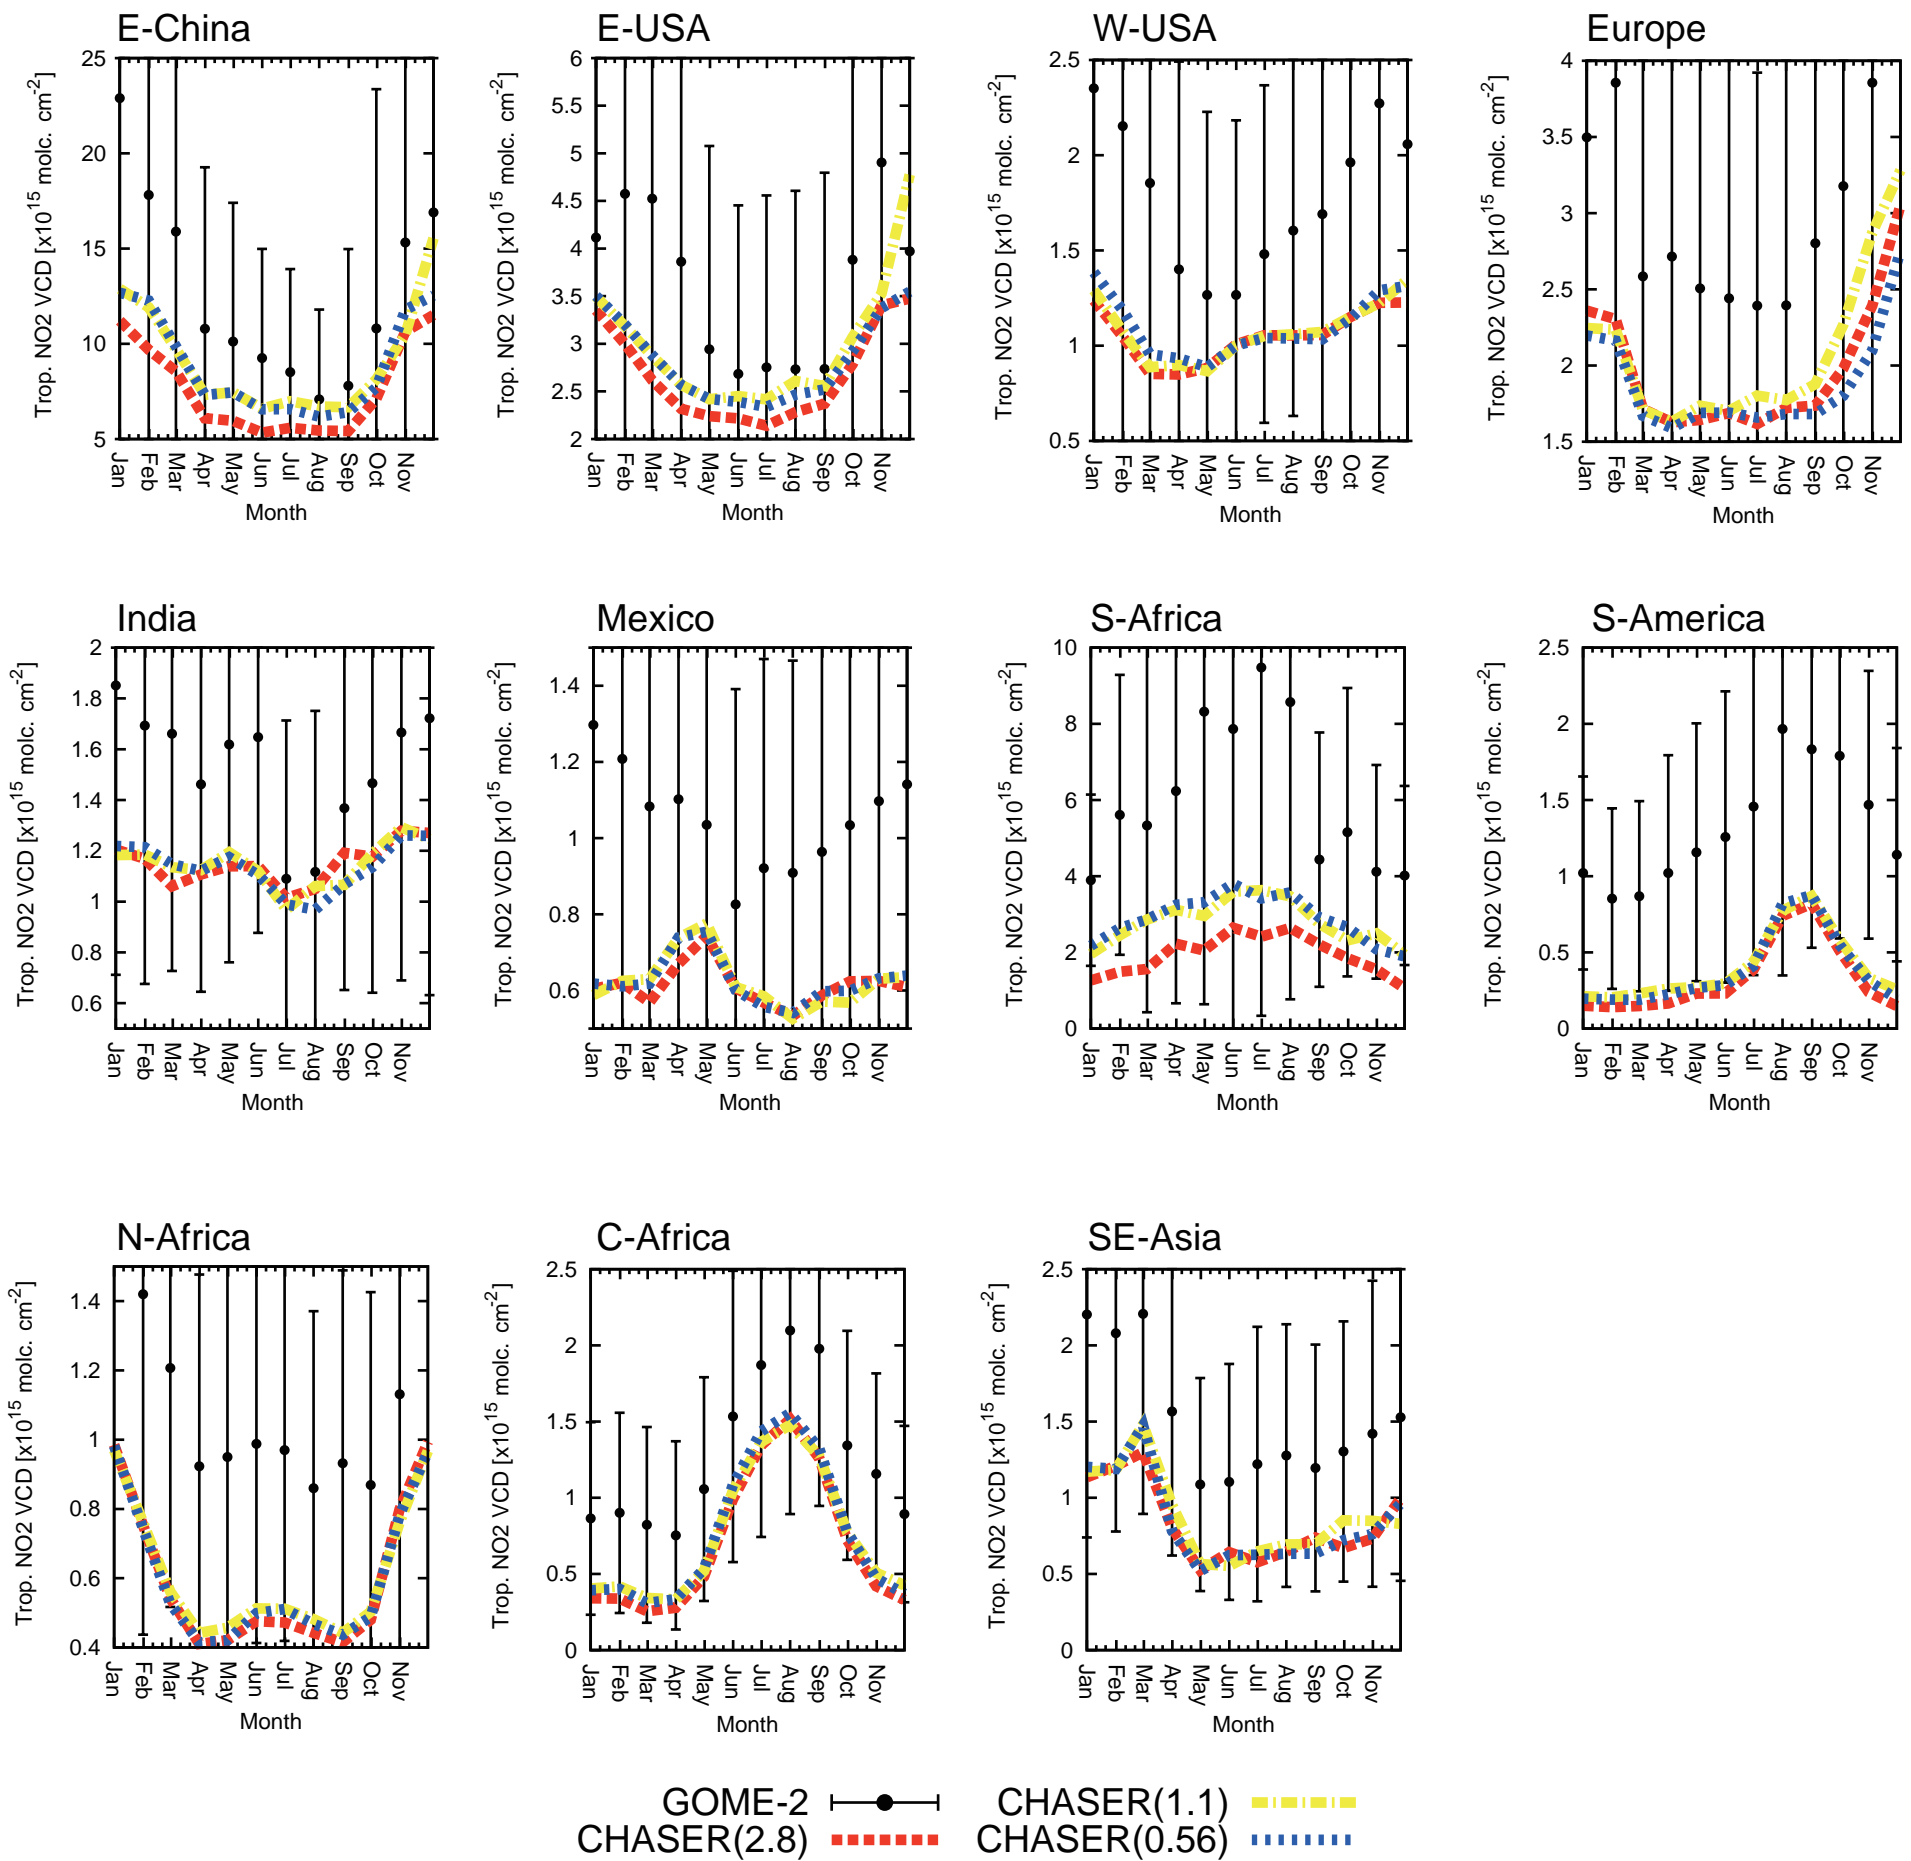 E-China
E-USA
W-USA
Europe
Trop. NO2 VCD [x10^15 molc. cm^-2]
25
20
15
10
5
Jan Feb Mar Apr May Jun Jul Aug Sep Oct Nov
Month
Trop. NO2 VCD [x10^15 molc. cm^-2]
6
5.5
5
4.5
4
3.5
3
2.5
2
Jan Feb Mar Apr May Jun Jul Aug Sep Oct Nov
Month
Trop. NO2 VCD [x10^15 molc. cm^-2]
2.5
2
1.5
1
0.5
Jan Feb Mar Apr May Jun Jul Aug Sep Oct Nov
Month
Trop. NO2 VCD [x10^15 molc. cm^-2]
4
3.5
3
2.5
2
1.5
Jan Feb Mar Apr May Jun Jul Aug Sep Oct Nov
Month
India
Mexico
S-Africa
S-America
Trop. NO2 VCD [x10^15 molc. cm^-2]
2
1.8
1.6
1.4
1.2
1
0.8
0.6
Jan Feb Mar Apr May Jun Jul Aug Sep Oct Nov
Month
Trop. NO2 VCD [x10^15 molc. cm^-2]
1.4
1.2
1
0.8
0.6
Jan Feb Mar Apr May Jun Jul Aug Sep Oct Nov
Month
Trop. NO2 VCD [x10^15 molc. cm^-2]
10
8
6
4
2
0
Jan Feb Mar Apr May Jun Jul Aug Sep Oct Nov
Month
Trop. NO2 VCD [x10^15 molc. cm^-2]
2.5
2
1.5
1
0.5
0
Jan Feb Mar Apr May Jun Jul Aug Sep Oct Nov
Month
N-Africa
C-Africa
SE-Asia
Trop. NO2 VCD [x10^15 molc. cm^-2]
1.4
1.2
1
0.8
0.6
0.4
Jan Feb Mar Apr May Jun Jul Aug Sep Oct Nov
Month
Trop. NO2 VCD [x10^15 molc. cm^-2]
2.5
2
1.5
1
0.5
0
Jan Feb Mar Apr May Jun Jul Aug Sep Oct Nov
Month
Trop. NO2 VCD [x10^15 molc. cm^-2]
2.5
2
1.5
1
0.5
0
Jan Feb Mar Apr May Jun Jul Aug Sep Oct Nov
Month
GOME-2
CHASER(1.1)
CHASER(2.8)
CHASER(0.56)